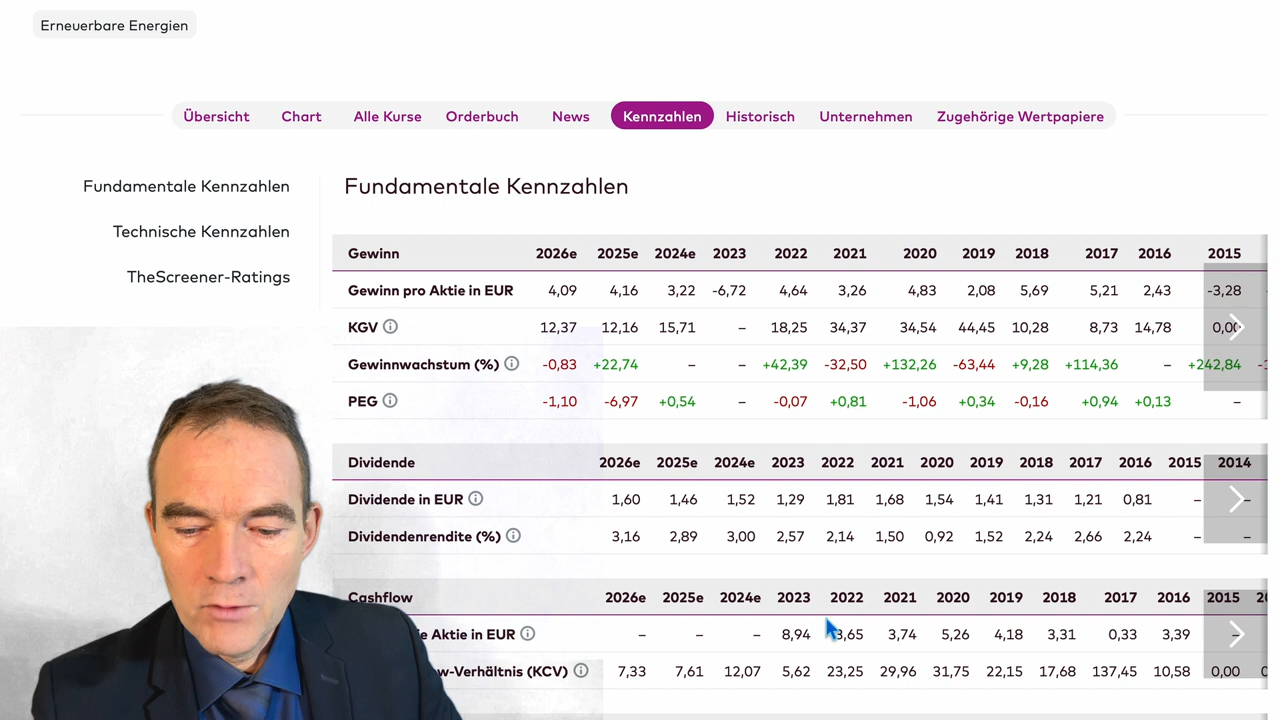 Erneuerbare Energien
Übersicht Chart Alle Kurse Orderbuch News Kennzahlen Historisch Unternehmen Zugehörige Wertpapiere
Fundamentale Kennzahlen
Technische Kennzahlen
TheScreener-Ratings
Fundamentale Kennzahlen
Gewinn 2026e 2025e 2024e 2023 2022 2021 2020 2019 2018 2017 2016 2015
Gewinn pro Aktie in EUR 4,09 4,16 3,22 -6,72 4,64 3,26 4,83 2,08 5,69 5,21 2,43 -3,28
KGV 12,37 12,16 15,71 – 18,25 34,37 34,54 44,45 10,28 8,73 14,78 0,00
Gewinnwachstum (%) -0,83 +22,74 – – +42,39 -32,50 +132,26 -63,44 +9,28 +114,36 – +242,84
PEG -1,10 -6,97 +0,54 – -0,07 +0,81 -1,06 +0,34 -0,16 +0,94 +0,13 –
Dividende 2026e 2025e 2024e 2023 2022 2021 2020 2019 2018 2017 2016 2015 2014
Dividende in EUR 1,60 1,46 1,52 1,29 1,81 1,68 1,54 1,41 1,31 1,21 0,81 – –
Dividendenrendite (%) 3,16 2,89 3,00 2,57 2,14 1,50 0,92 1,52 2,24 2,66 2,24 – –
Cashflow 2026e 2025e 2024e 2023 2022 2021 2020 2019 2018 2017 2016 2015
e Aktie in EUR – – – 8,94 3,65 3,74 5,26 4,18 3,31 0,33 3,39 –
w-Verhältnis (KCV) 7,33 7,61 12,07 5,62 23,25 29,96 31,75 22,15 17,68 137,45 10,58 0,00